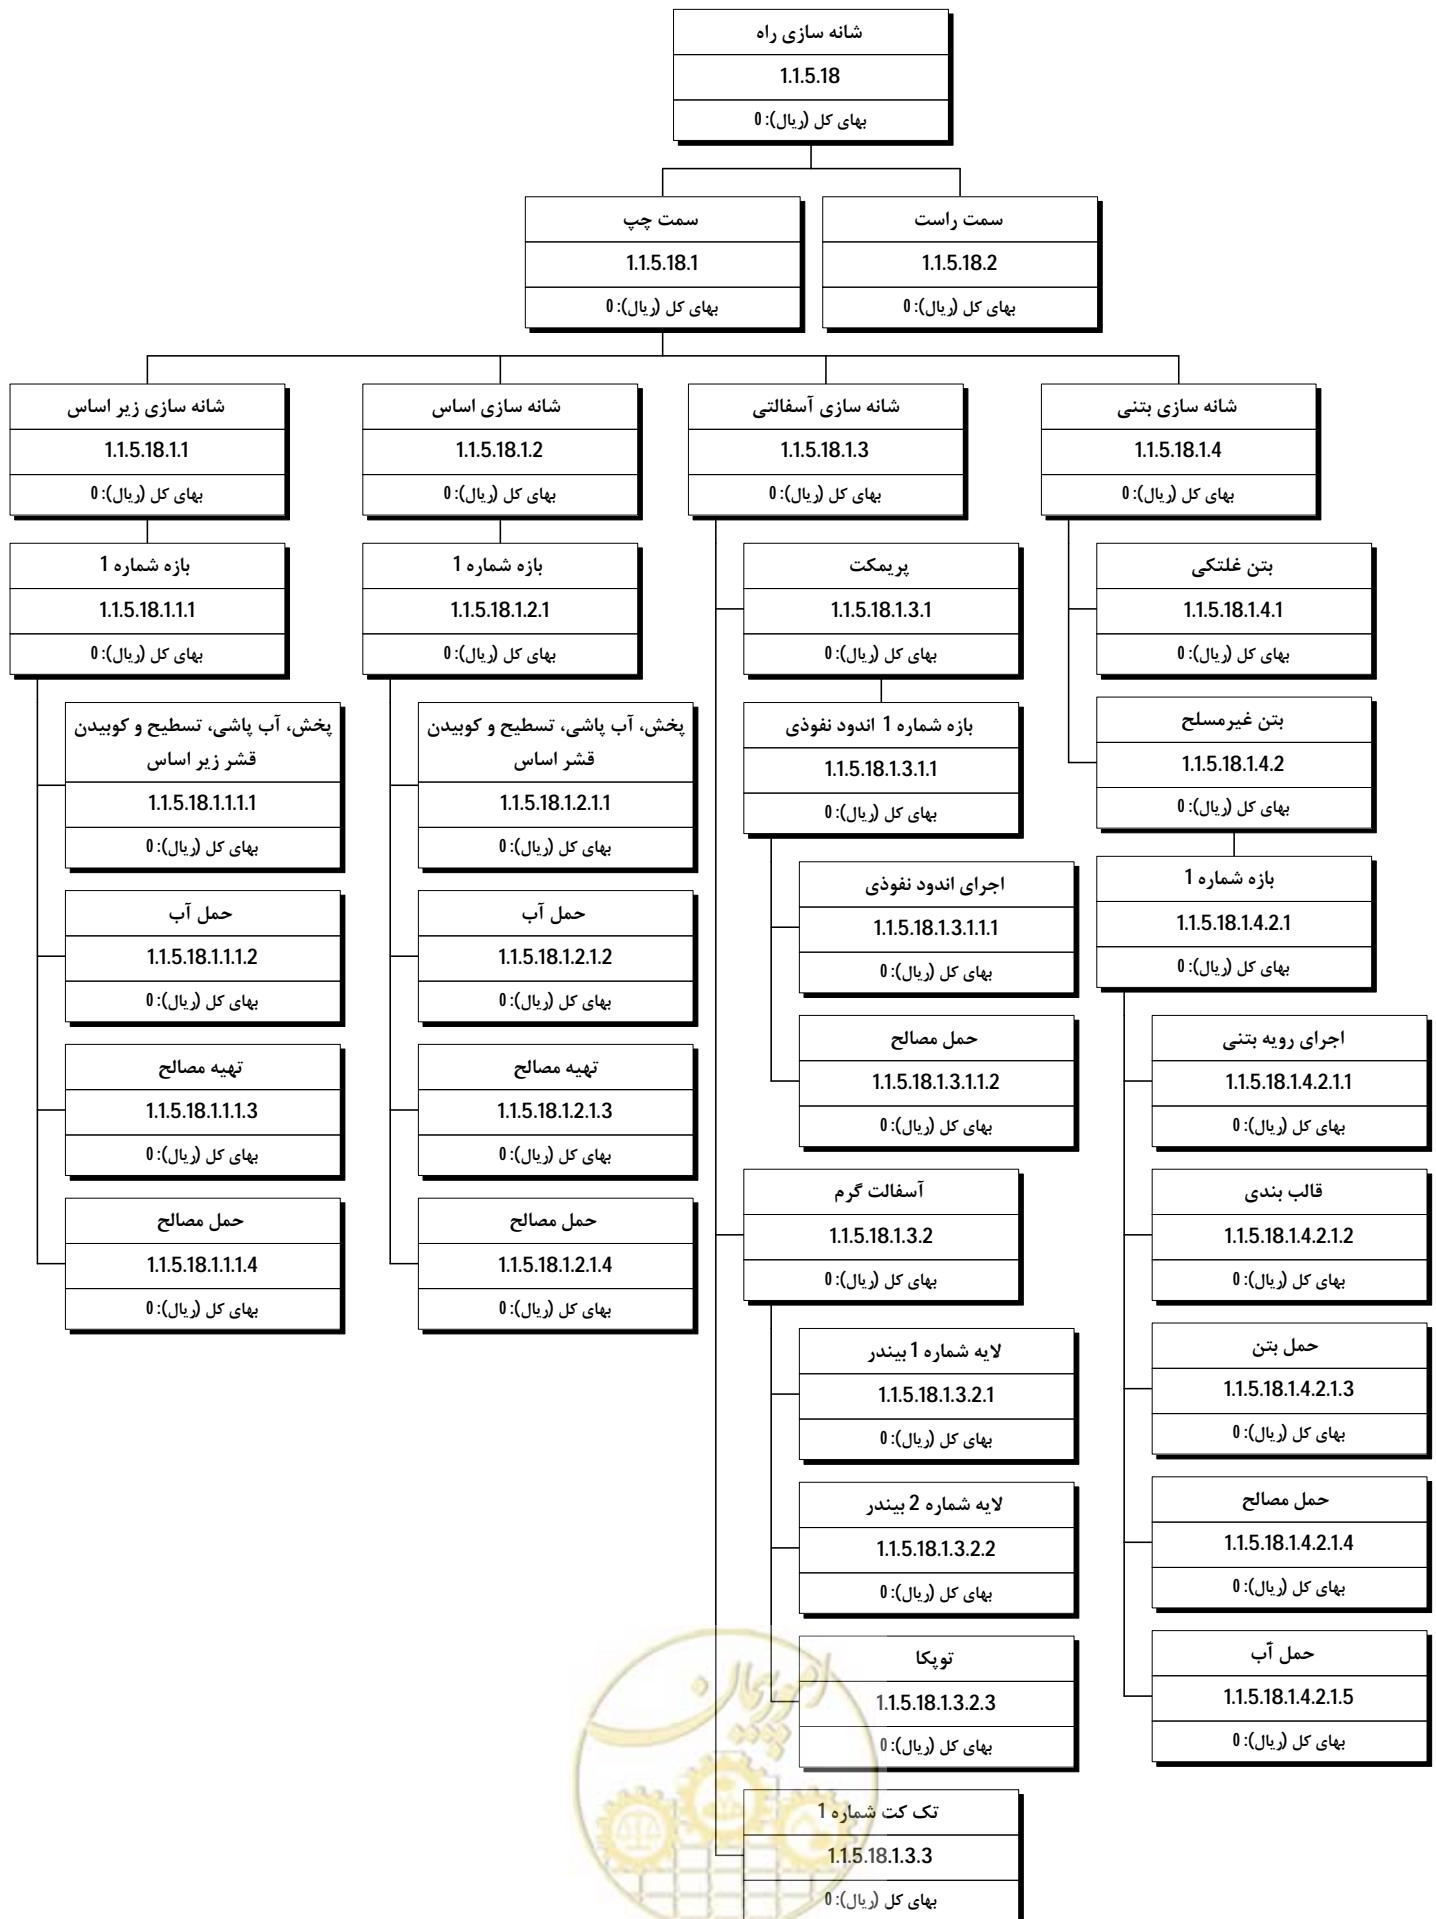 شانه سازی راه
1.1.5.18
بهای کل (ریال): 0
سمت چپ
1.1.5.18.1
بهای کل (ریال): 0
سمت راست
1.1.5.18.2
بهای کل (ریال): 0
شانه سازی زیر اساس
1.1.5.18.1.1
بهای کل (ریال): 0
بازه شماره 1
1.1.5.18.1.1.1
بهای کل (ریال): 0
پخش، آب پاشی، تسطیح و کوبیدن
قشر زیر اساس
1.1.5.18.1.1.1.1
بهای کل (ریال): 0
حمل آب
1.1.5.18.1.1.1.2
بهای کل (ریال): 0
تهیه مصالح
1.1.5.18.1.1.1.3
بهای کل (ریال): 0
حمل مصالح
1.1.5.18.1.1.1.4
بهای کل (ریال): 0
شانه سازی اساس
1.1.5.18.1.2
بهای کل (ریال): 0
بازه شماره 1
1.1.5.18.1.2.1
بهای کل (ریال): 0
پخش، آب پاشی، تسطیح و کوبیدن
قشر اساس
1.1.5.18.1.2.1.1
بهای کل (ریال): 0
حمل آب
1.1.5.18.1.2.1.2
بهای کل (ریال): 0
تهیه مصالح
1.1.5.18.1.2.1.3
بهای کل (ریال): 0
حمل مصالح
1.1.5.18.1.2.1.4
بهای کل (ریال): 0
شانه سازی آسفالتی
1.1.5.18.1.3
بهای کل (ریال): 0
پریمکت
1.1.5.18.1.3.1
بهای کل (ریال): 0
بازه شماره 1 اندود نفوذی
1.1.5.18.1.3.1.1
بهای کل (ریال): 0
اجرای اندود نفوذی
1.1.5.18.1.3.1.1.1
بهای کل (ریال): 0
حمل مصالح
1.1.5.18.1.3.1.1.2
بهای کل (ریال): 0
آسفالت گرم
1.1.5.18.1.3.2
بهای کل (ریال): 0
لایه شماره 1 بیندر
1.1.5.18.1.3.2.1
بهای کل (ریال): 0
لایه شماره 2 بیندر
1.1.5.18.1.3.2.2
بهای کل (ریال): 0
توپکا
1.1.5.18.1.3.2.3
بهای کل (ریال): 0
تک کت شماره 1
1.1.5.18.1.3.3
بهای کل (ریال): 0
شانه سازی بتنی
1.1.5.18.1.4
بهای کل (ریال): 0
بتن غلتکی
1.1.5.18.1.4.1
بهای کل (ریال): 0
بتن غیرمسلح
1.1.5.18.1.4.2
بهای کل (ریال): 0
بازه شماره 1
1.1.5.18.1.4.2.1
بهای کل (ریال): 0
اجرای رویه بتنی
1.1.5.18.1.4.2.1.1
بهای کل (ریال): 0
قالب بندی
1.1.5.18.1.4.2.1.2
بهای کل (ریال): 0
حمل بتن
1.1.5.18.1.4.2.1.3
بهای کل (ریال): 0
حمل مصالح
1.1.5.18.1.4.2.1.4
بهای کل (ریال): 0
حمل آب
1.1.5.18.1.4.2.1.5
بهای کل (ریال): 0
امور پیمان